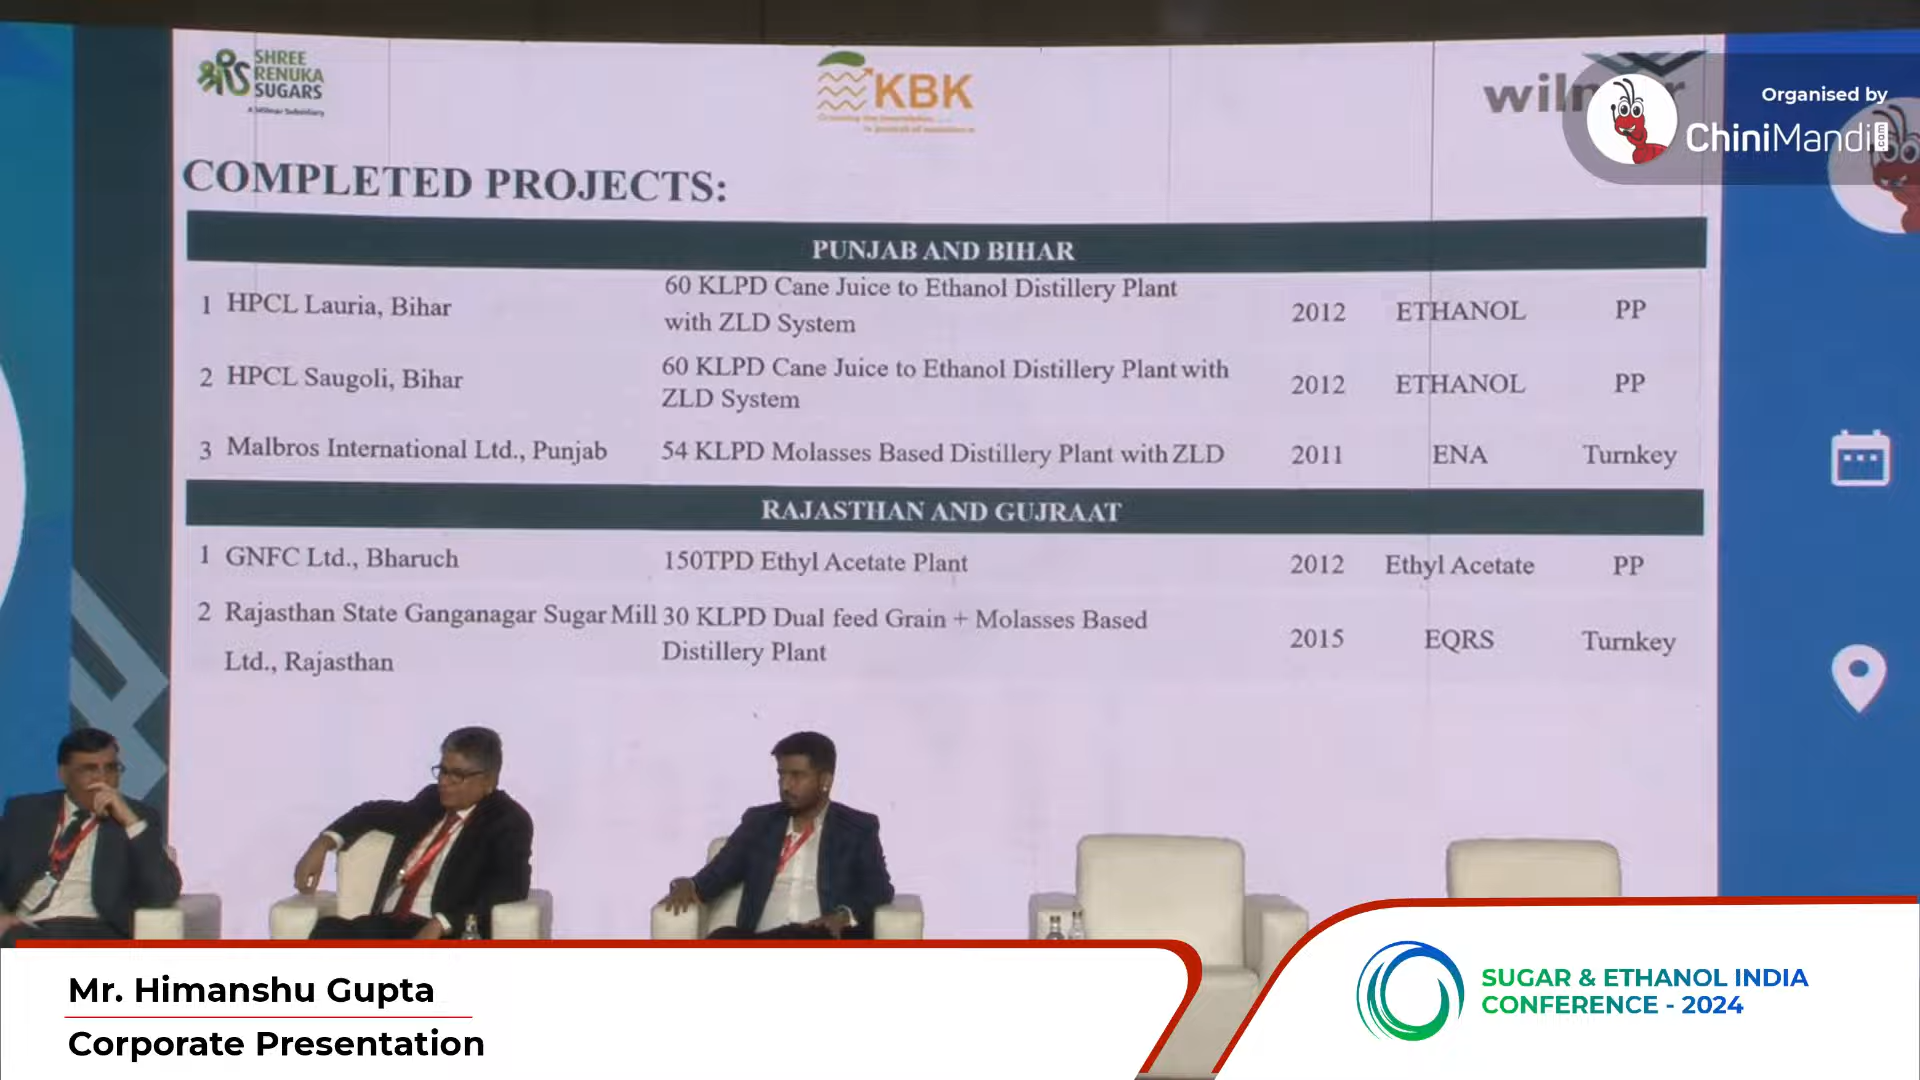 SHREE
RENUKA
SUGARS
A Wilmar Subsidiary
KBK
wilmar
Organised by
ChiniMandi.com
COMPLETED PROJECTS:
PUNJAB AND BIHAR
1 HPCL Lauria, Bihar 60 KLPD Cane Juice to Ethanol Distillery Plant with ZLD System 2012 ETHANOL PP
2 HPCL Saugoli, Bihar 60 KLPD Cane Juice to Ethanol Distillery Plant with ZLD System 2012 ETHANOL PP
3 Malbros International Ltd., Punjab 54 KLPD Molasses Based Distillery Plant with ZLD 2011 ENA Turnkey
RAJASTHAN AND GUJRAAT
1 GNFC Ltd., Bharuch 150TPD Ethyl Acetate Plant 2012 Ethyl Acetate PP
2 Rajasthan State Ganganagar Sugar Mill Ltd., Rajasthan 30 KLPD Dual feed Grain + Molasses Based Distillery Plant 2015 EQRS Turnkey
Mr. Himanshu Gupta
Corporate Presentation
SUGAR & ETHANOL INDIA
CONFERENCE - 2024